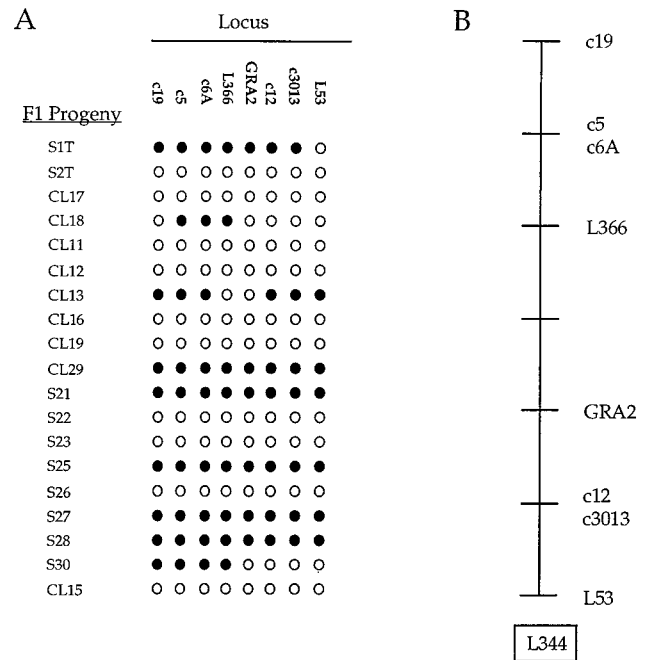 A
Locus
c19 c5 c6A L366 GRA2 c12 c3013 L53
F1 Progeny
S1T
S2T
CL17
CL18
CL11
CL12
CL13
CL16
CL19
CL29
S21
S22
S23
S25
S26
S27
S28
S30
CL15
B
c19
c5
c6A
L366
GRA2
c12
c3013
L53
L344